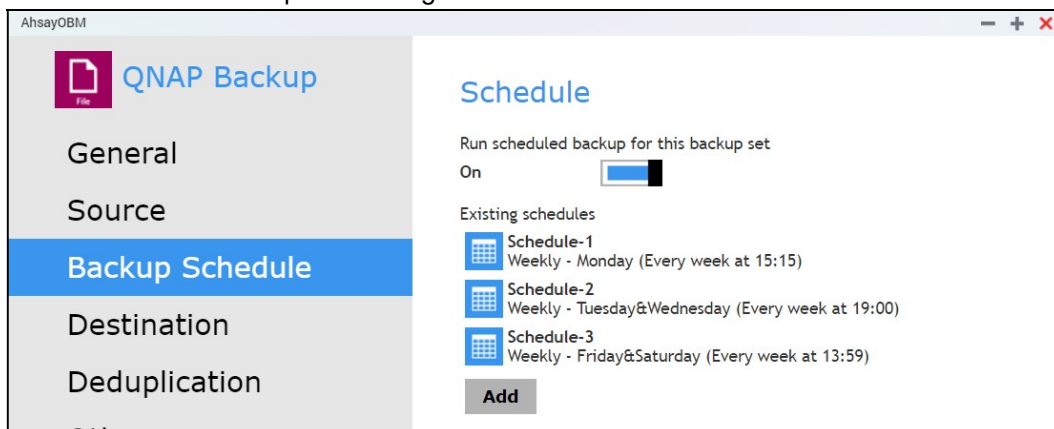 AhsayOBM
File
QNAP Backup
General
Source
Backup Schedule
Destination
Deduplication
Schedule
Run scheduled backup for this backup set
On
Existing schedules
Schedule-1
Weekly - Monday (Every week at 15:15)
Schedule-2
Weekly - Tuesday&Wednesday (Every week at 19:00)
Schedule-3
Weekly - Friday&Saturday (Every week at 13:59)
Add